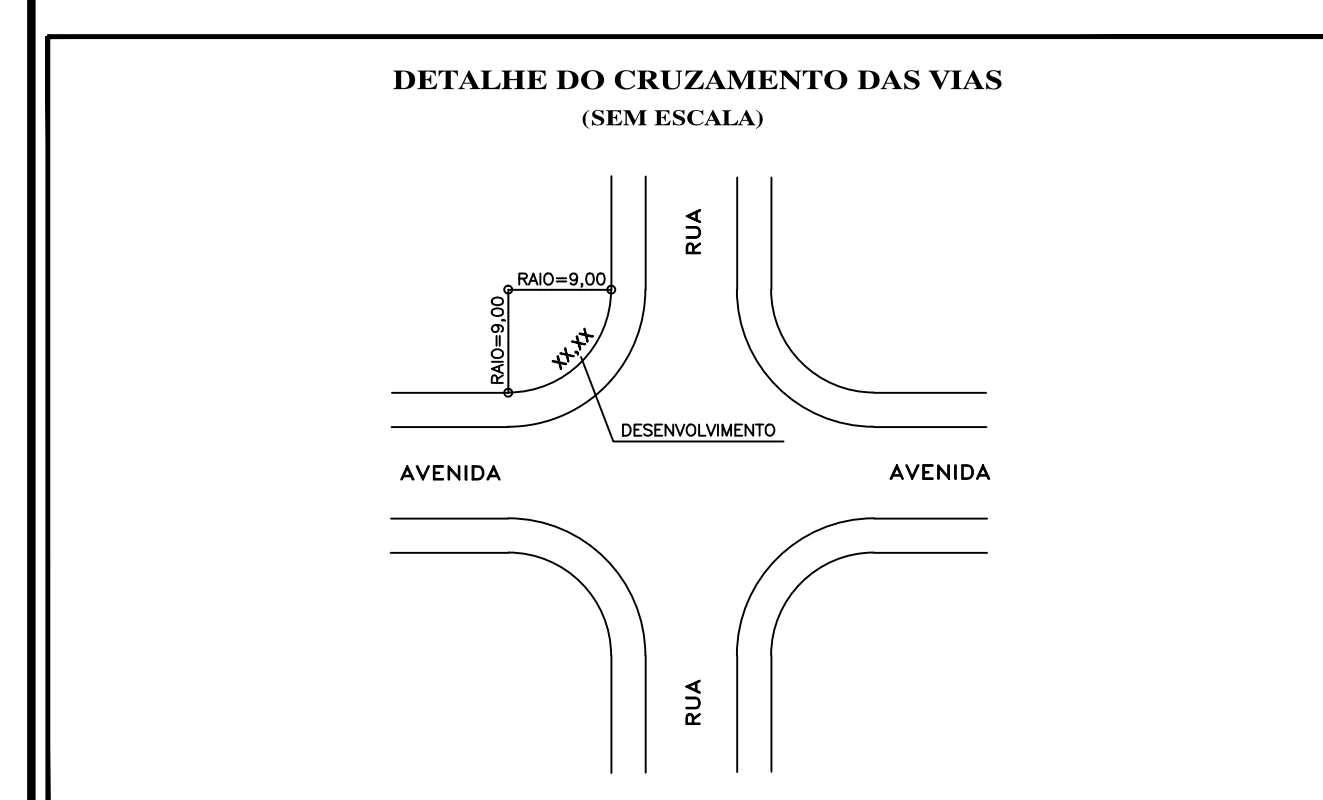 DETALHE DO CRUZAMENTO DAS VIAS
(SEM ESCALA)
RUA
RAIO=9,00
RAIO=9,00
XX,XX
DESENVOLVIMENTO
AVENIDA
AVENIDA
RUA